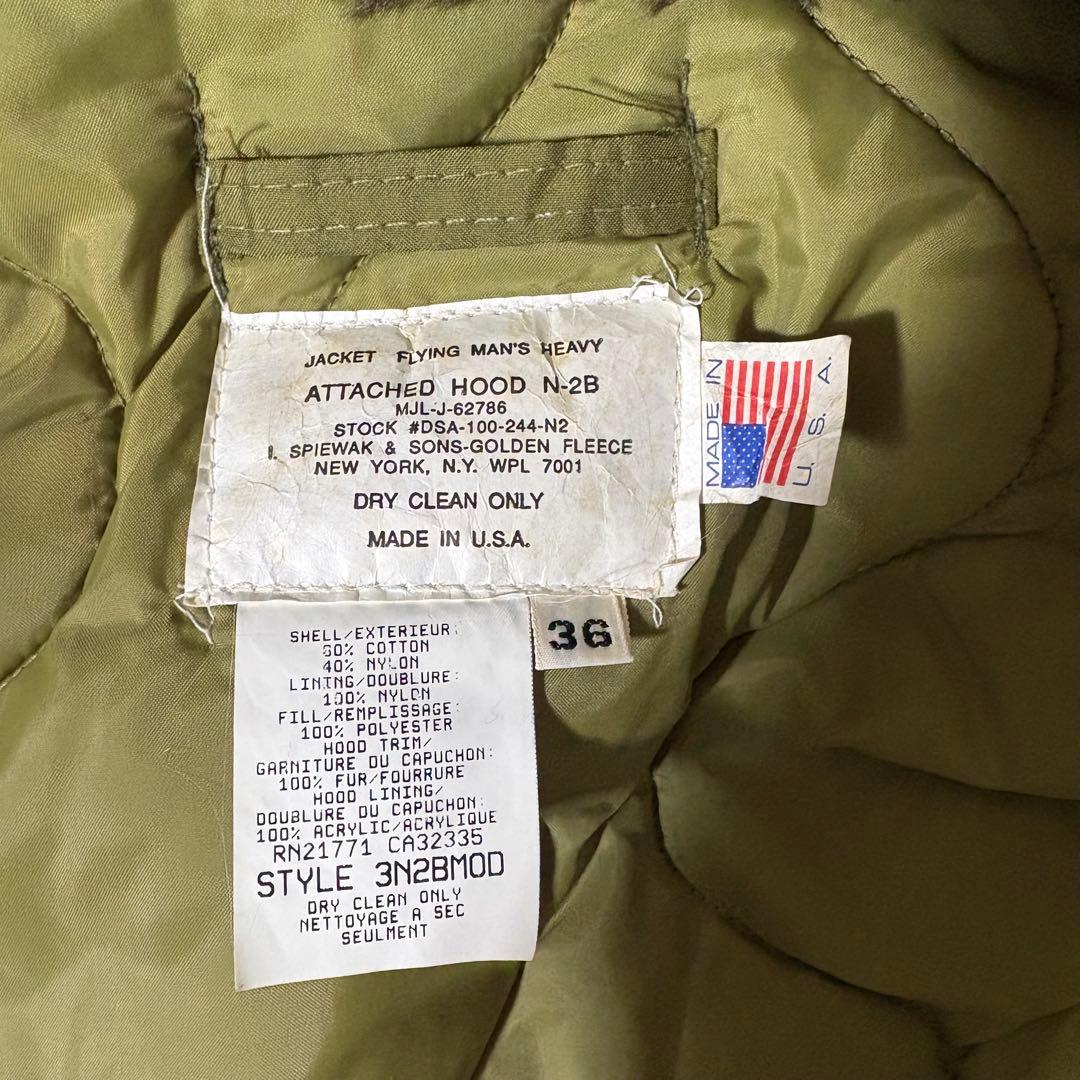 JACKET FLYING MAN'S HEAVY
ATTACHED HOOD N-2B
MJL-J-62786
STOCK #DSA-100-244-N2
I. SPIEWAK & SONS-GOLDEN FLEECE
NEW YORK, N.Y. WPL 7001
DRY CLEAN ONLY
MADE IN U.S.A.
MADE IN
U. S. A.
36
SHELL/EXTERIEUR:
60% COTTON
40% NYLON
LINING/DOUBLURE:
100% NYLON
FILL/REMPLISSAGE:
100% POLYESTER
HOOD TRIM/
GARNITURE DU CAPUCHON:
100% FUR/FOURRURE
HOOD LINING/
DOUBLURE DU CAPUCHON:
100% ACRYLIC/ACRYLIQUE
RN21771 CA32335
STYLE 3N2BMOD
DRY CLEAN ONLY
NETTOYAGE A SEC
SEULMENT